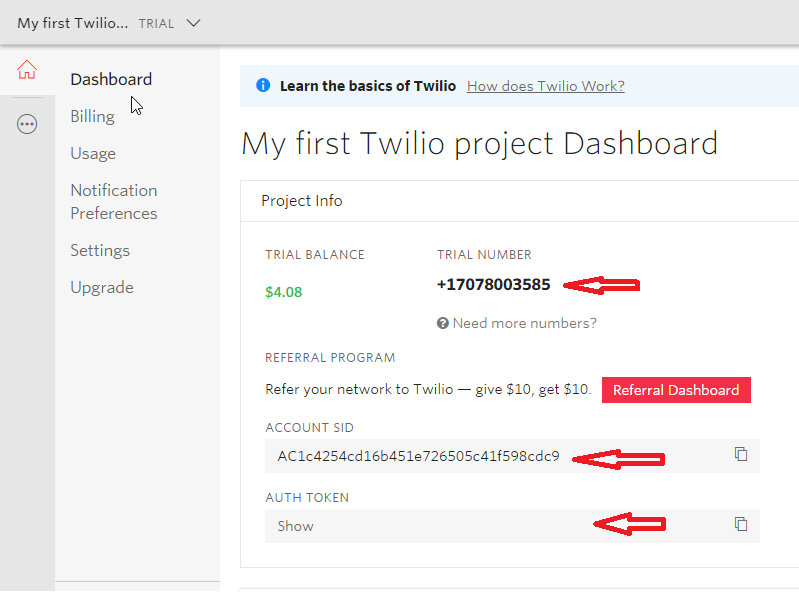 My first Twilio... TRIAL
Dashboard
Billing
Usage
Notification
Preferences
Settings
Upgrade
Learn the basics of Twilio How does Twilio Work?
My first Twilio project Dashboard
Project Info
TRIAL BALANCE TRIAL NUMBER
$4.08 +17078003585
Need more numbers?
REFERRAL PROGRAM
Refer your network to Twilio — give $10, get $10. Referral Dashboard
ACCOUNT SID
AC1c4254cd16b451e726505c41f598cdc9
AUTH TOKEN
Show